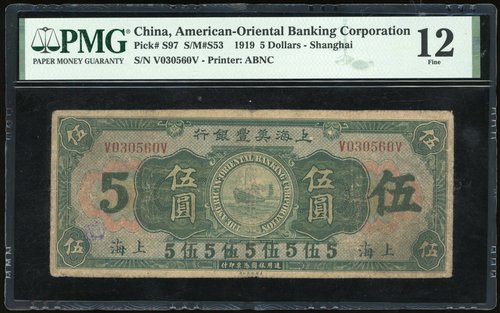 PMG
PAPER MONEY GUARANTY
China, American-Oriental Banking Corporation
Pick# S97 S/M#S53 1919 5 Dollars - Shanghai
S/N V030560V - Printer: ABNC
12
Fine
伍
行銀豐美海上
伍
V030560V
V030560V
5
伍圓
THE AMERICAN-ORIENTAL BANKING CORPORATION
伍圓
伍
伍
海上
5伍5伍5伍5伍5
海上
伍
PMG